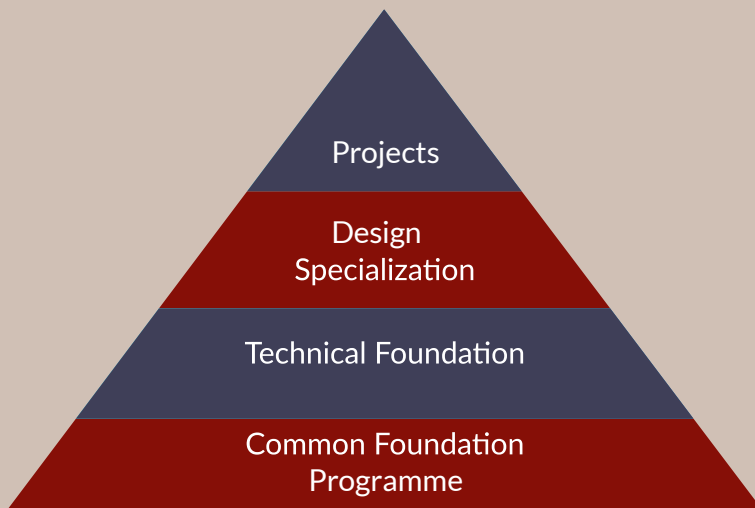 Projects
Design
Specialization
Technical Foundation
Common Foundation
Programme